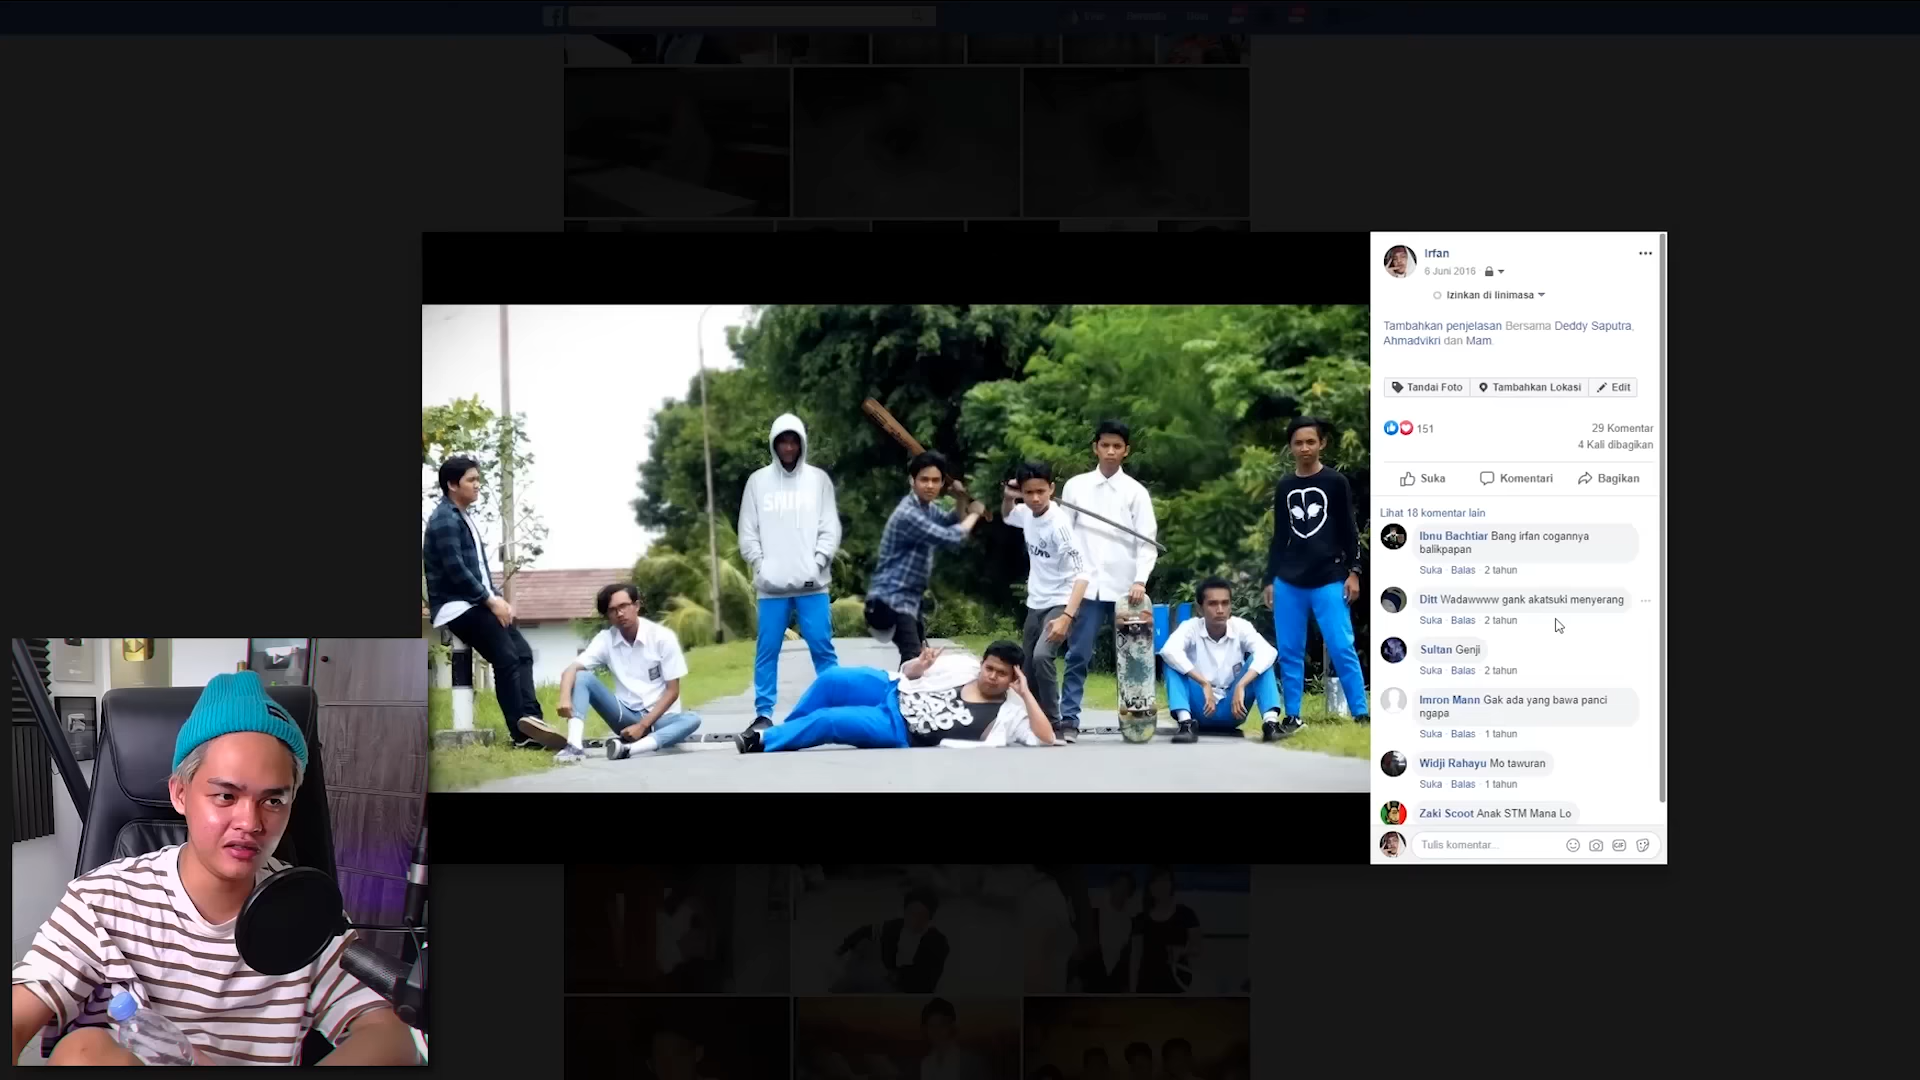 Irfan
6 Juni 2016
Izinkan di linimasa
Tambahkan penjelasan Bersama Deddy Saputra,
Ahmadvikri dan Mam.
Tandai Foto
Tambahkan Lokasi
Edit
151
29 Komentar
4 Kali dibagikan
Suka
Komentari
Bagikan
Lihat 18 komentar lain
Ibnu Bachtiar Bang irfan cogannya
balikpapan
Suka · Balas · 2 tahun
Ditt Wadawwww gank akatsuki menyerang
Suka · Balas · 2 tahun
Sultan Genji
Suka · Balas · 2 tahun
Imron Mann Gak ada yang bawa panci
ngapa
Suka · Balas · 1 tahun
Widji Rahayu Mo tawuran
Suka · Balas · 1 tahun
Zaki Scoot Anak STM Mana Lo
Tulis komentar...
GIF